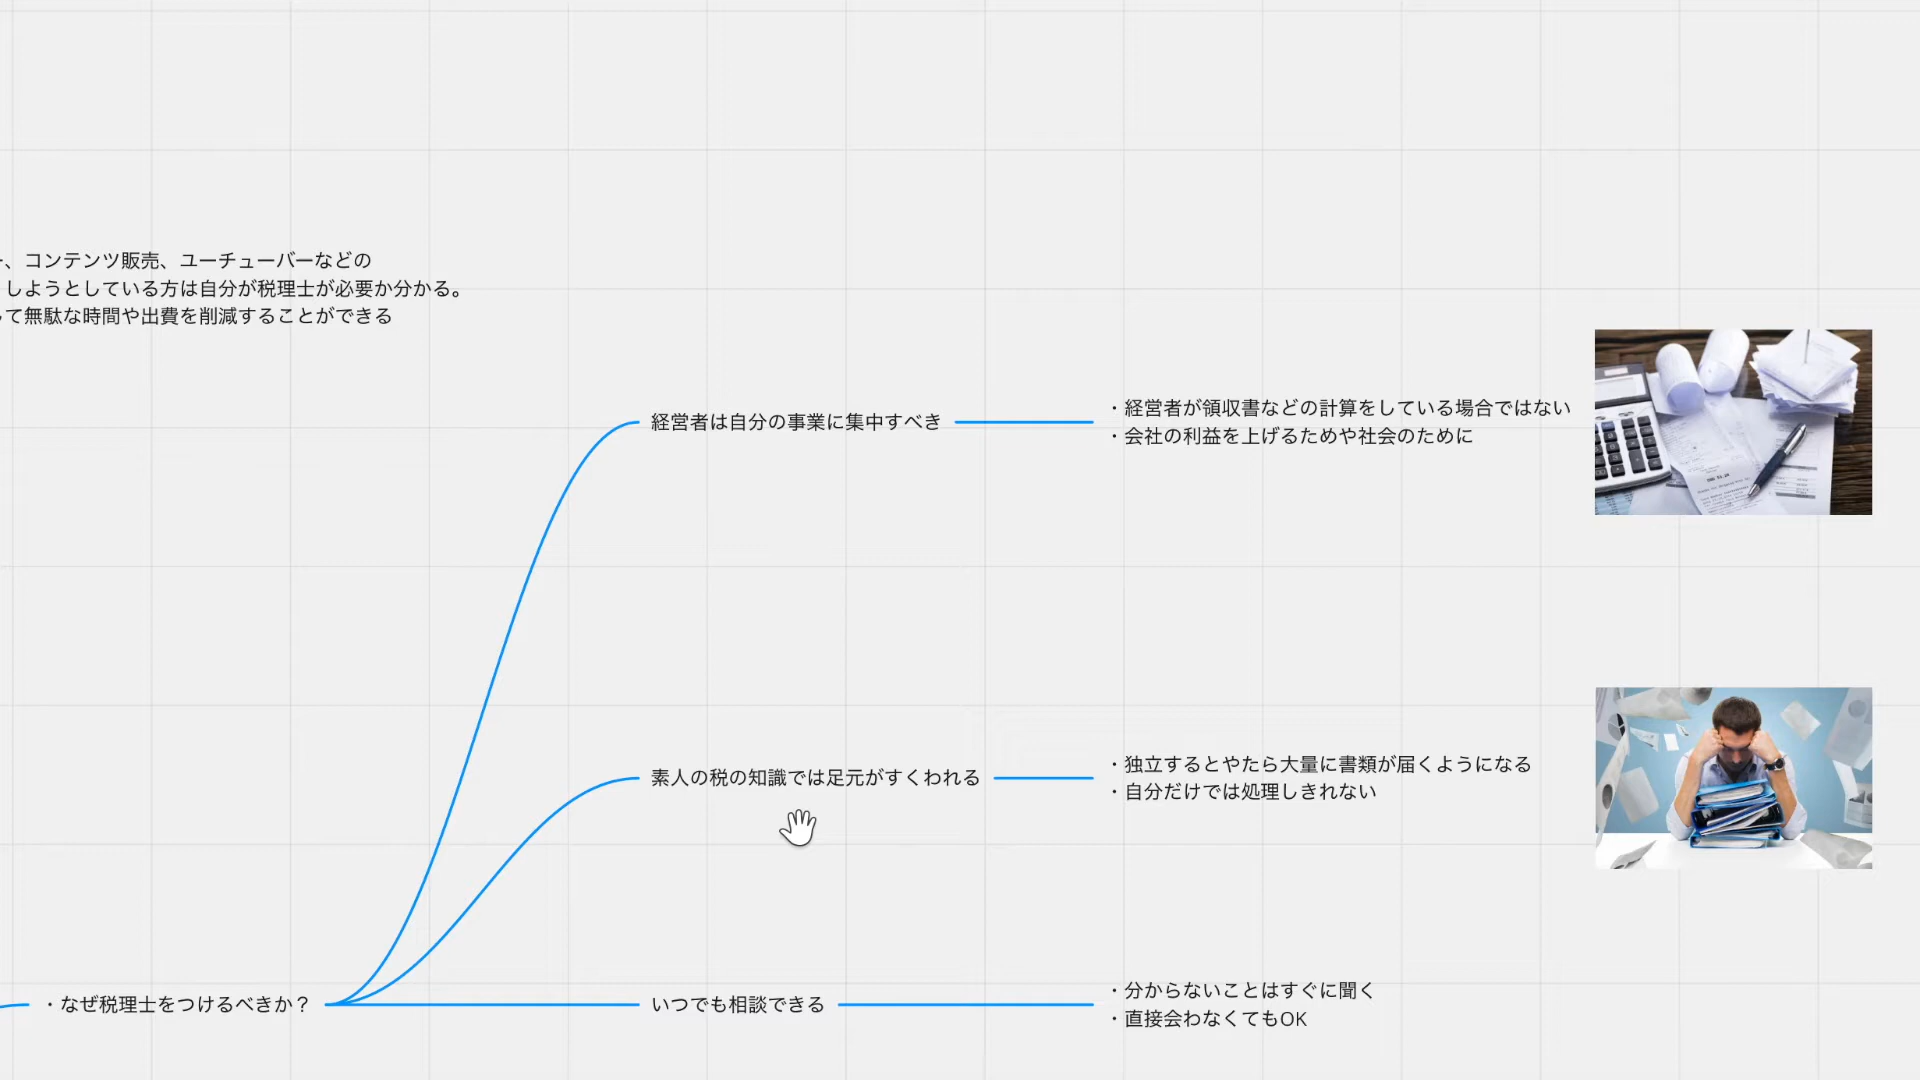 、コンテンツ販売、ユーチューバーなどの
しようとしている方は自分が税理士が必要か分かる。
て無駄な時間や出費を削減することができる
経営者は自分の事業に集中すべき
・経営者が領収書などの計算をしている場合ではない
・会社の利益を上げるためや社会のために
素人の税の知識では足元がすくわれる
・独立するとやたら大量に書類が届くようになる
・自分だけでは処理しきれない
・なぜ税理士をつけるべきか？
いつでも相談できる
・分からないことはすぐに聞く
・直接会わなくてもOK